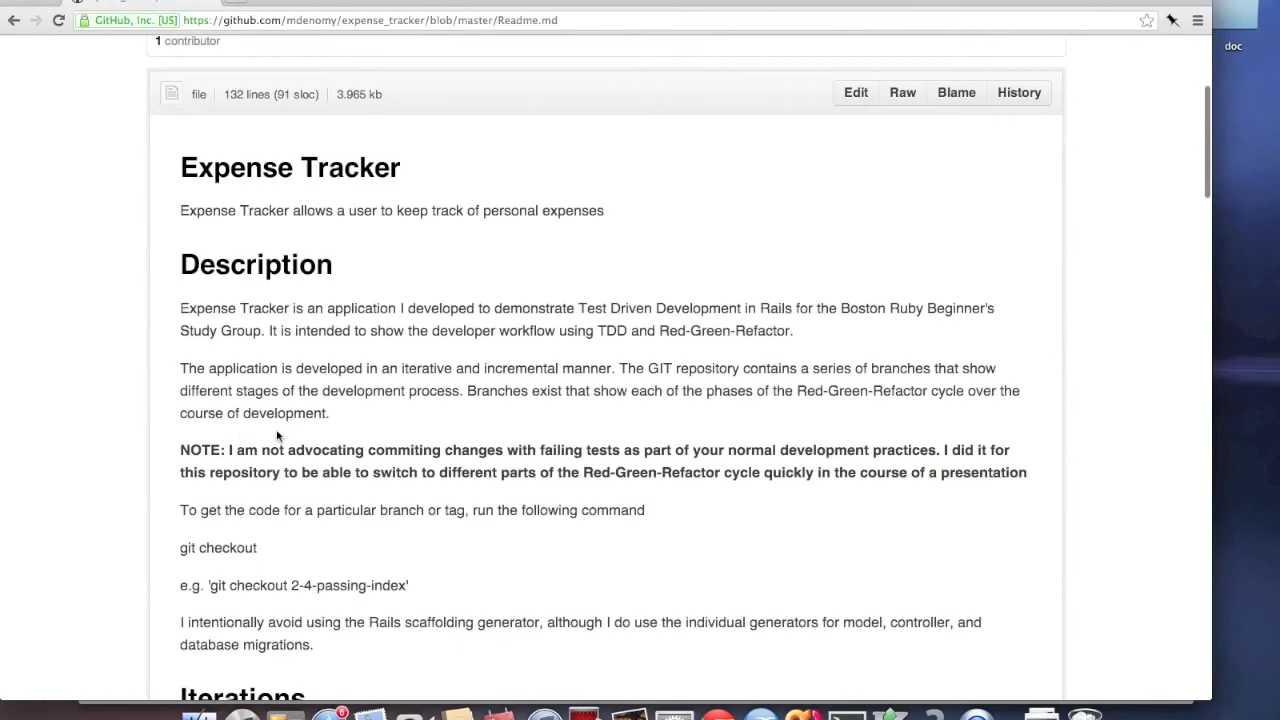 GitHub, Inc. [US] https://github.com/mdenomy/expense_tracker/blob/master/Readme.md
doc
1 contributor
file 132 lines (91 sloc) 3.965 kb Edit Raw Blame History
Expense Tracker
Expense Tracker allows a user to keep track of personal expenses
Description
Expense Tracker is an application I developed to demonstrate Test Driven Development in Rails for the Boston Ruby Beginner's
Study Group. It is intended to show the developer workflow using TDD and Red-Green-Refactor.
The application is developed in an iterative and incremental manner. The GIT repository contains a series of branches that show
different stages of the development process. Branches exist that show each of the phases of the Red-Green-Refactor cycle over the
course of development.
NOTE: I am not advocating commiting changes with failing tests as part of your normal development practices. I did it for
this repository to be able to switch to different parts of the Red-Green-Refactor cycle quickly in the course of a presentation
To get the code for a particular branch or tag, run the following command
git checkout
e.g. 'git checkout 2-4-passing-index'
I intentionally avoid using the Rails scaffolding generator, although I do use the individual generators for model, controller, and
database migrations.
Iterations
6